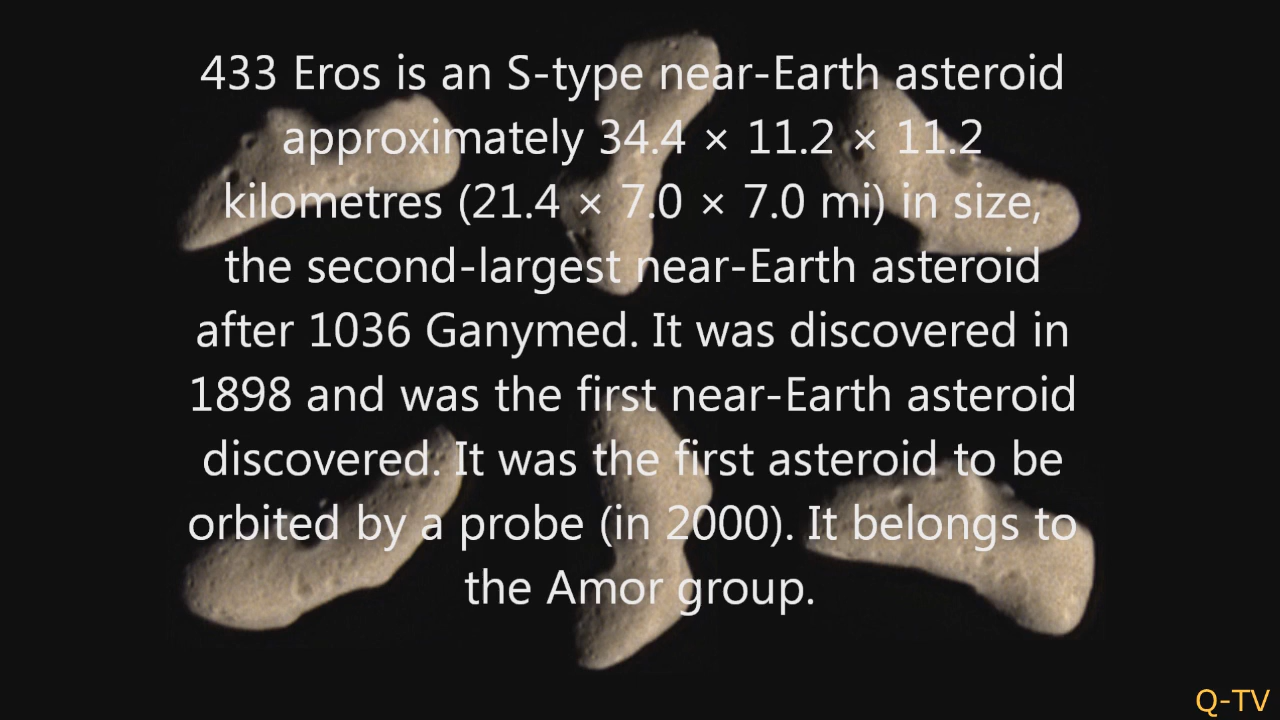 433 Eros is an S-type near-Earth asteroid
approximately 34.4 × 11.2 × 11.2
kilometres (21.4 × 7.0 × 7.0 mi) in size,
the second-largest near-Earth asteroid
after 1036 Ganymed. It was discovered in
1898 and was the first near-Earth asteroid
discovered. It was the first asteroid to be
orbited by a probe (in 2000). It belongs to
the Amor group.
Q-TV